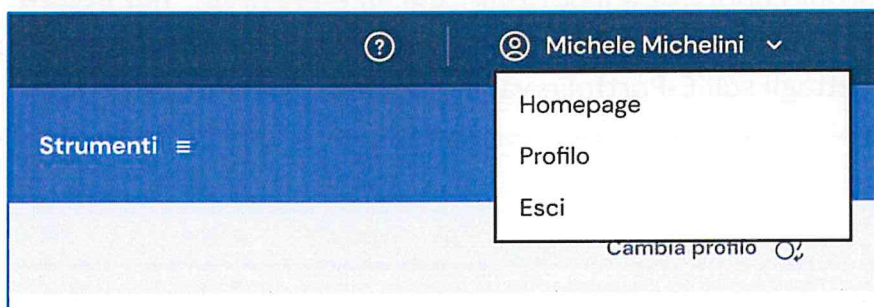 Michele Michelini
Homepage
Strumenti
Profilo
Esci
Cambia profilo